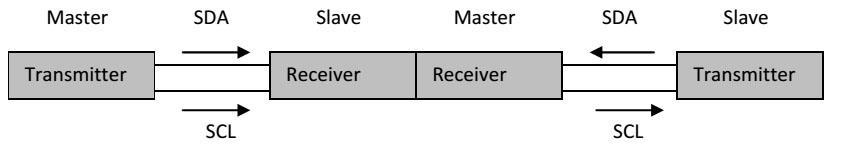 Master SDA Slave Master SDA Slave
Transmitter Receiver Receiver Transmitter
SCL SCL